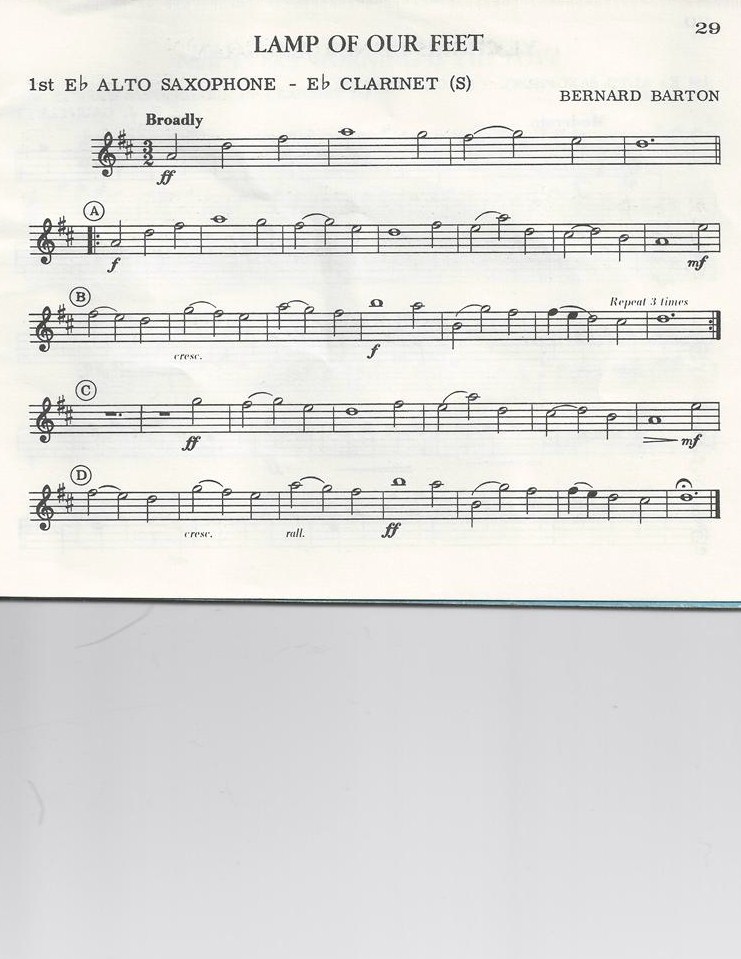 29
LAMP OF OUR FEET
1st E♭ ALTO SAXOPHONE - E♭ CLARINET (S)
BERNARD BARTON
Broadly
3
2
ff
A
f
mf
B
Repeat 3 times
cresc.
f
C
ff
mf
D
cresc.
rall.
ff